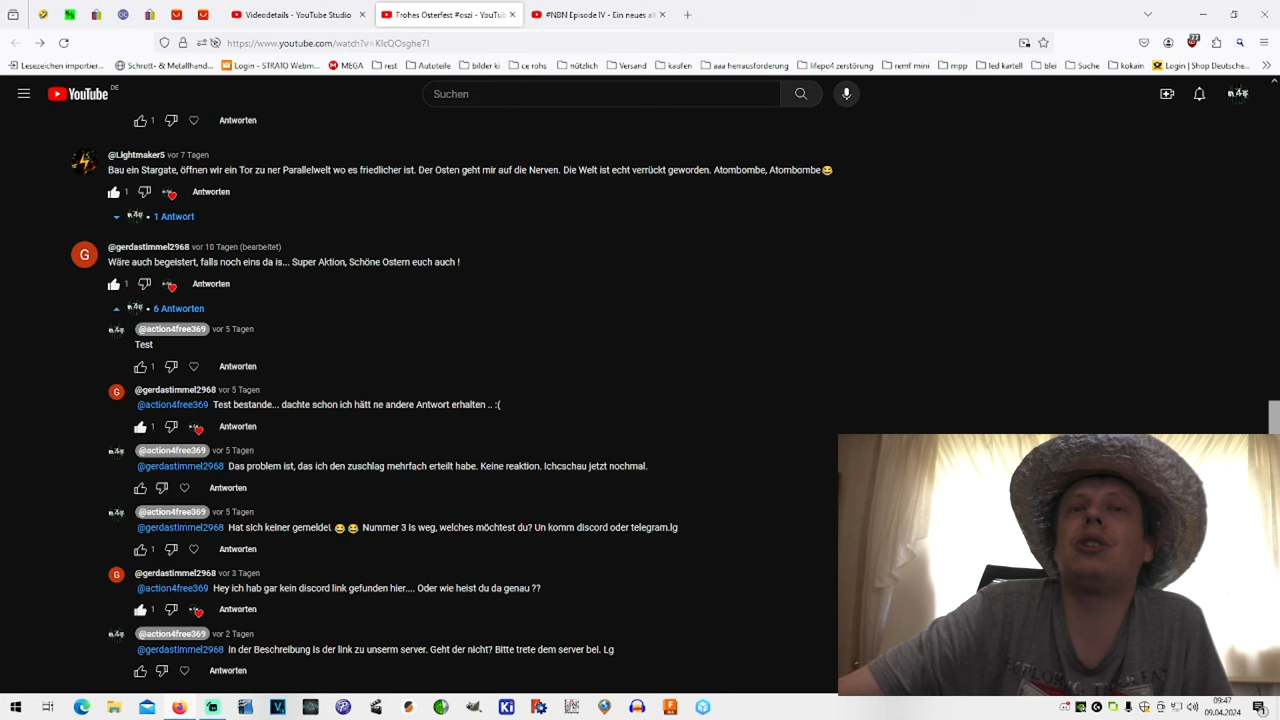 Videodetails - YouTube Studio
Frohes Osterfest #oszi - YouTub
#NBN Episode IV - Ein neues al
https://www.youtube.com/watch?v=KlcQOsghe7I
77
Lesezeichen importier...
Schrott- & Metallhand...
Login - STRATO Webm...
MEGA
rest
Autoteile
bilder ki
ce rohs
nützlich
Versand
kaufen
aaa herrausforderung
lifepo4 zerstörung
remf mini
mpp
led kartell
blei
Suche
kokain
Login | Shop Deutsche...
YouTube DE
Suchen
1 Antworten
@Lightmaker5 vor 7 Tagen
Bau ein Stargate, öffnen wir ein Tor zu ner Parallelwelt wo es friedlicher ist. Der Osten geht mir auf die Nerven. Die Welt ist echt verrückt geworden. Atombombe, Atombombe😂
1 Antworten
1 Antwort
G
@gerdastimmel2968 vor 10 Tagen (bearbeitet)
Wäre auch begeistert, falls noch eins da is... Super Aktion, Schöne Ostern euch auch !
1 Antworten
6 Antworten
@action4free369 vor 5 Tagen
Test
1 Antworten
G
@gerdastimmel2968 vor 5 Tagen
@action4free369 Test bestande... dachte schon ich hätt ne andere Antwort erhalten .. :(
1 Antworten
@action4free369 vor 5 Tagen
@gerdastimmel2968 Das problem ist, das ich den zuschlag mehrfach erteilt habe. Keine reaktion. Ichcschau jetzt nochmal.
Antworten
@action4free369 vor 5 Tagen
@gerdastimmel2968 Hat sich keiner gemeldet. 😂 😂 Nummer 3 is weg, welches möchtest du? Un komm discord oder telegram.lg
1 Antworten
G
@gerdastimmel2968 vor 3 Tagen
@action4free369 Hey ich hab gar kein discord link gefunden hier.... Oder wie heist du da genau ??
1 Antworten
@action4free369 vor 2 Tagen
@gerdastimmel2968 in der Beschreibung is der link zu unserm server. Geht der nicht? Bitte trete dem server bei. Lg
Antworten
09:47
09.04.2024